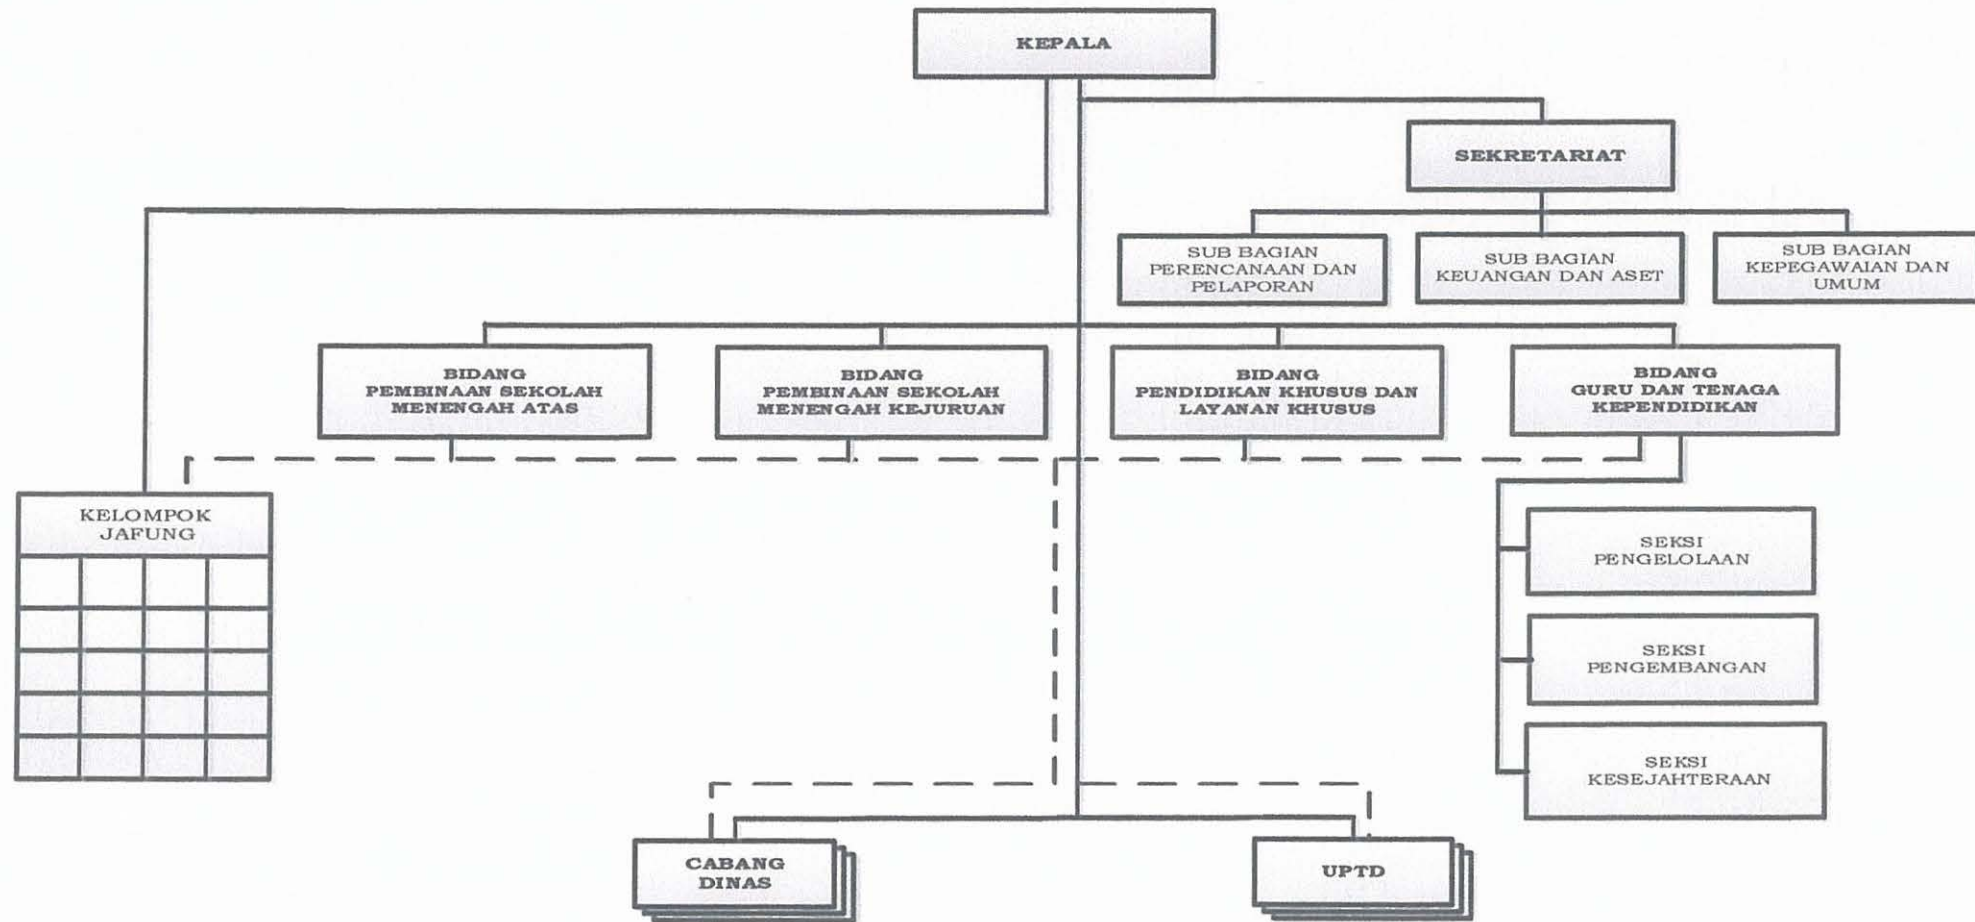 KEPALA
SEKRETARIAT
SUB BAGIAN
PERENCANAAN DAN
PELAPORAN
SUB BAGIAN
KEUANGAN DAN ASET
SUB BAGIAN
KEPEGAWAIAN DAN
UMUM
BIDANG
PEMBINAAN SEKOLAH
MENENGAH ATAS
BIDANG
PEMBINAAN SEKOLAH
MENENGAH KEJURUAN
BIDANG
PENDIDIKAN KHUSUS DAN
LAYANAN KHUSUS
BIDANG
GURU DAN TENAGA
KEPENDIDIKAN
KELOMPOK
JAFUNG
SEKSI
PENGELOLAAN
SEKSI
PENGEMBANGAN
SEKSI
KESEJAHTERAAN
CABANG
DINAS
UPTD